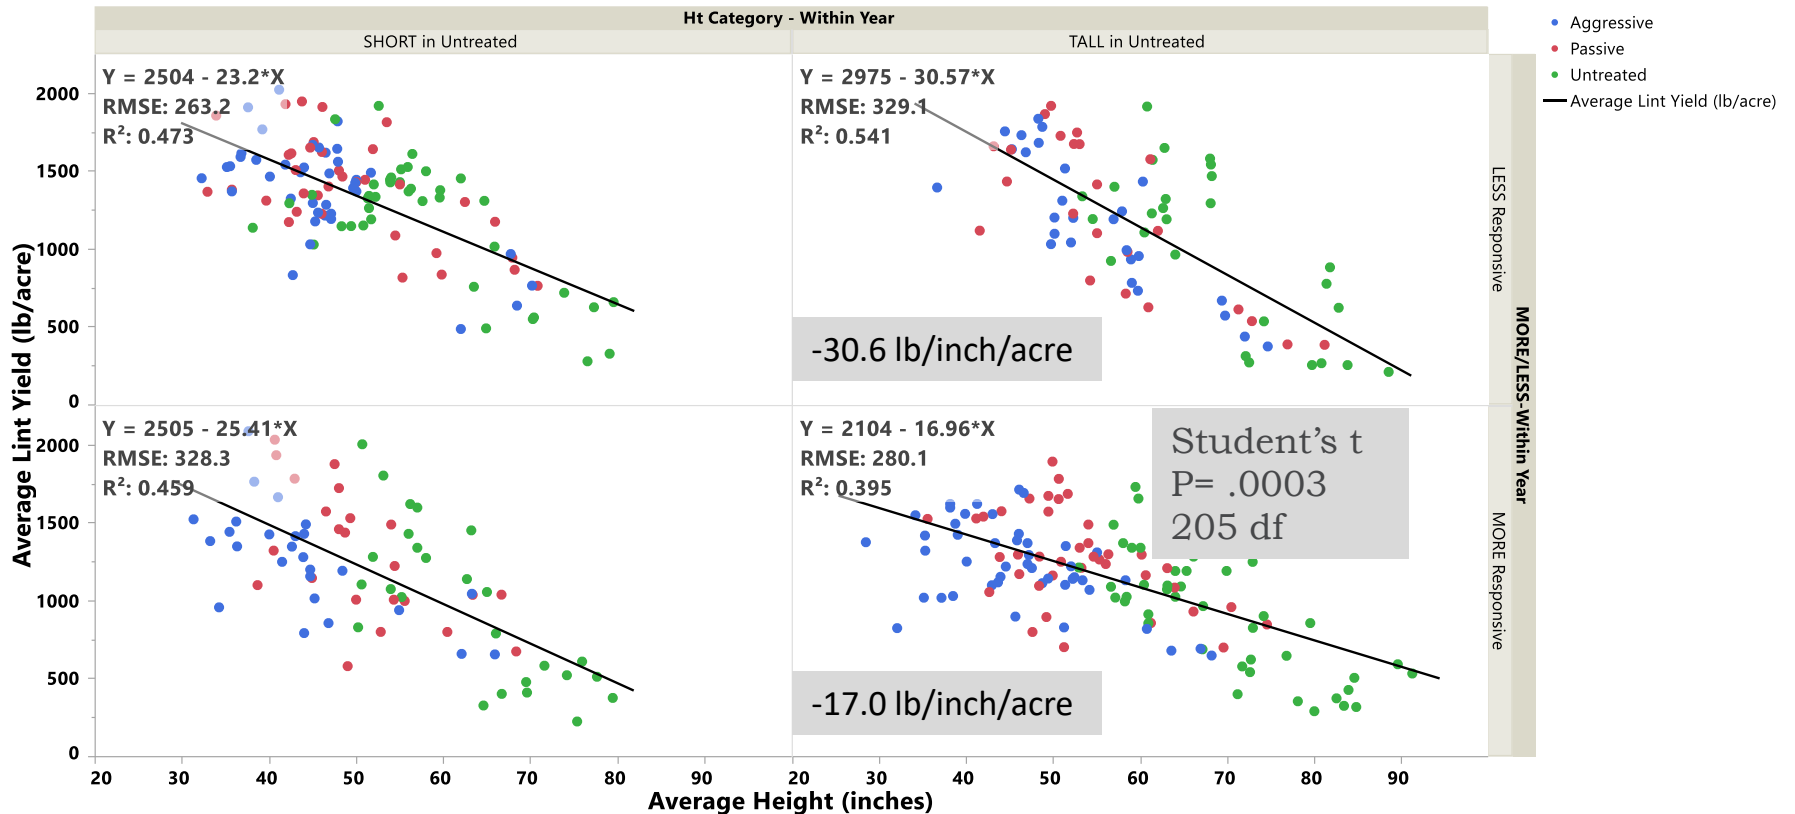 Ht Category - Within Year
SHORT in Untreated
TALL in Untreated
Aggressive
Passive
Untreated
Average Lint Yield (lb/acre)
Y = 2504 - 23.2*X
RMSE: 263.2
R²: 0.473
Y = 2975 - 30.57*X
RMSE: 329.1
R²: 0.541
-30.6 lb/inch/acre
Y = 2505 - 25.41*X
RMSE: 328.3
R²: 0.459
Y = 2104 - 16.96*X
RMSE: 280.1
R²: 0.395
Student's t
P= .0003
205 df
-17.0 lb/inch/acre
LESS Responsive
MORE Responsive
MORE/LESS-Within Year
Average Lint Yield (lb/acre)
2000
1500
1000
500
0
2000
1500
1000
500
0
20 30 40 50 60 70 80 90 20 30 40 50 60 70 80 90
Average Height (inches)